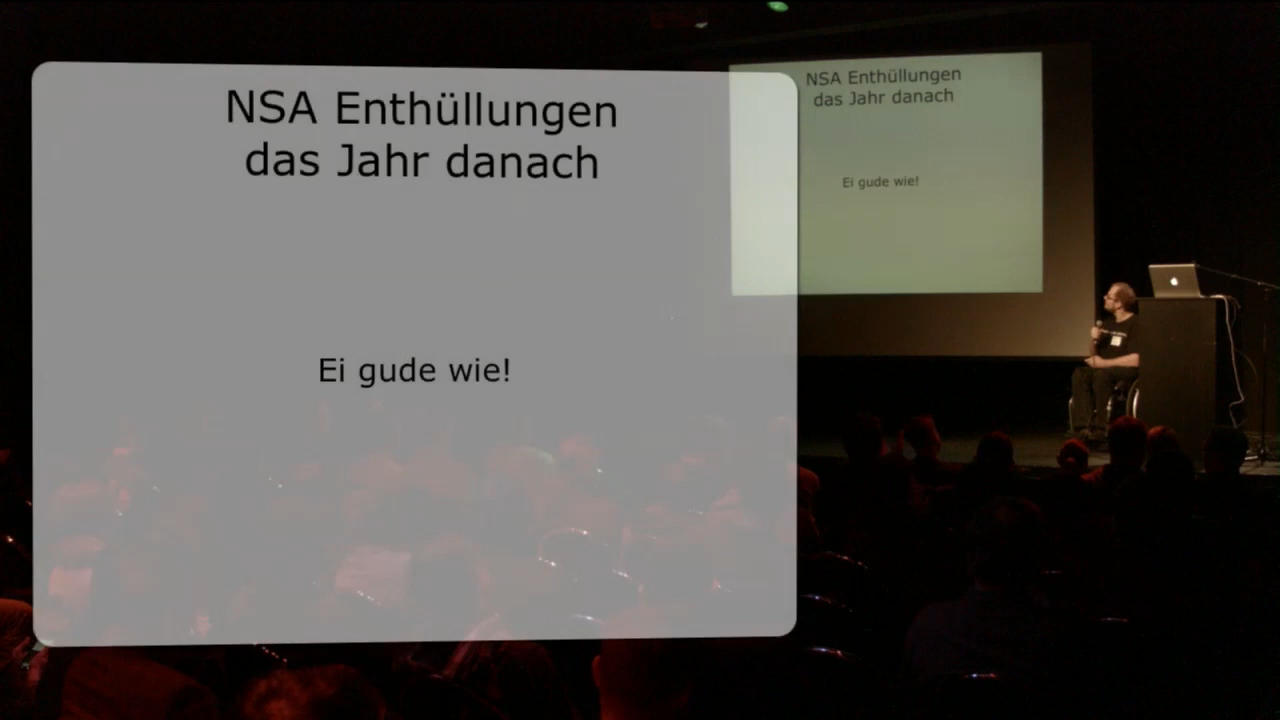 NSA Enthüllungen
das Jahr danach
Ei gude wie!
NSA Enthüllungen
das Jahr danach
Ei gude wie!